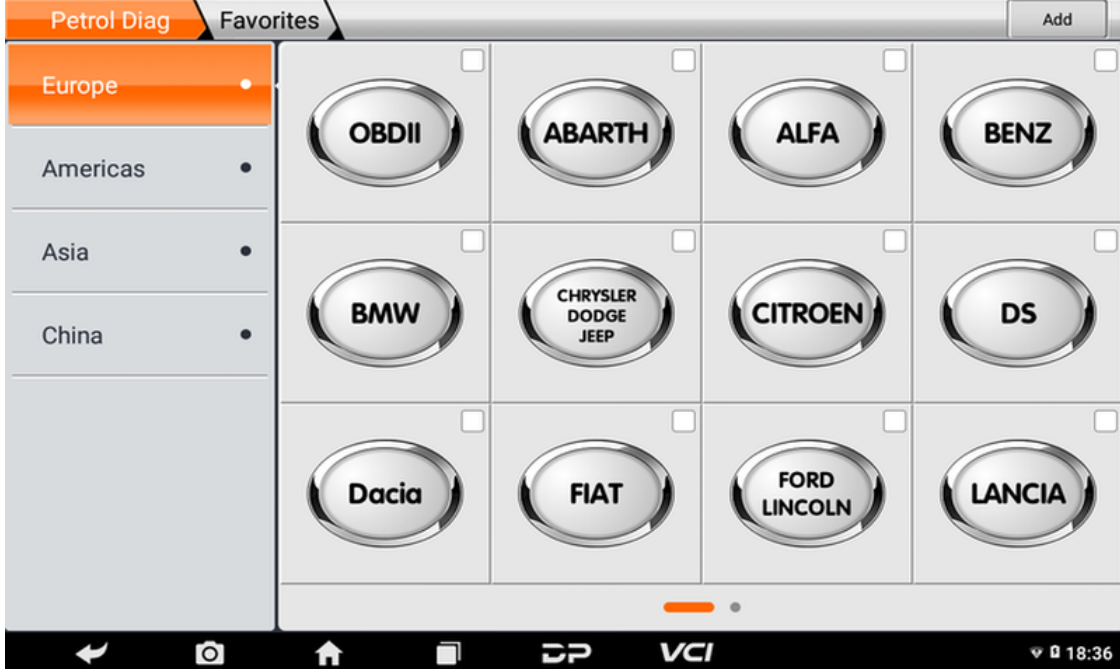 Petrol Diag
Favorites
Add
Europe
Americas
Asia
China
OBDII
ABARTH
ALFA
BENZ
BMW
CHRYSLER
DODGE
JEEP
CITROEN
DS
Dacia
FIAT
FORD
LINCOLN
LANCIA
DP
VCI
18:36